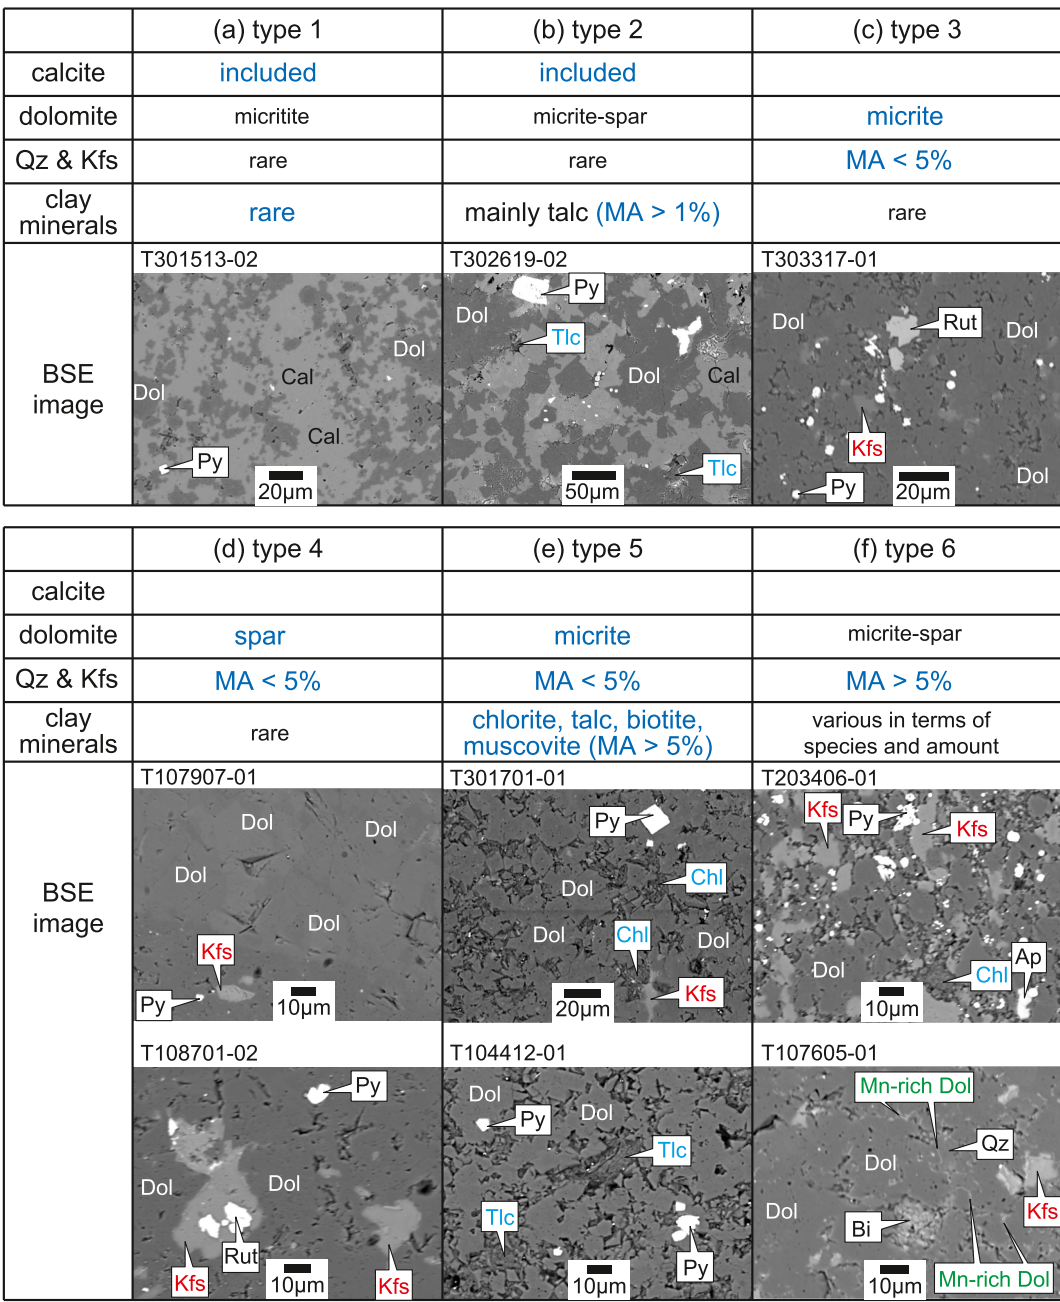 (a) type 1 (b) type 2 (c) type 3
calcite included included
dolomite micritite micrite-spar micrite
Qz & Kfs rare rare MA < 5%
clay
minerals rare mainly talc (MA > 1%) rare
T301513-02 T302619-02 T303317-01
BSE
image
Dol
Dol
Cal
Cal
Py
20μm
Py
Dol
Tlc
Dol
Cal
Tlc
50μm
Dol
Rut
Dol
Kfs
Dol
Py
20μm
(d) type 4 (e) type 5 (f) type 6
calcite
dolomite spar micrite micrite-spar
Qz & Kfs MA < 5% MA < 5% MA > 5%
clay
minerals rare chlorite, talc, biotite,
muscovite (MA > 5%) various in terms of
species and amount
T107907-01 T301701-01 T203406-01
BSE
image
Dol
Dol
Dol
Dol
Kfs
Py
10μm
Py
Chl
Dol
Dol
Chl
Dol
Kfs
20μm
Kfs
Py
Kfs
Dol
Chl
Ap
10μm
T108701-02 T104412-01 T107605-01
Py
Dol
Dol
Rut
Kfs
Kfs
10μm
Dol
Py
Dol
Tlc
Tlc
Py
10μm
Mn-rich Dol
Qz
Dol
Dol
Kfs
Bi
Mn-rich Dol
10μm